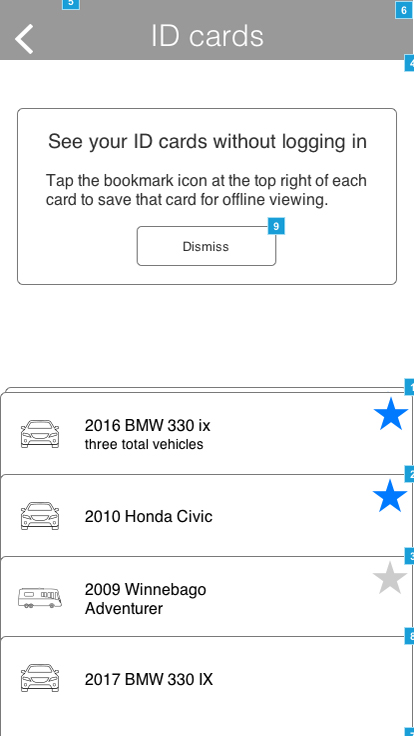 5
6
ID cards
4
See your ID cards without logging in
Tap the bookmark icon at the top right of each
card to save that card for offline viewing.
9
Dismiss
1
2016 BMW 330 ix
three total vehicles
2
2010 Honda Civic
3
2009 Winnebago
Adventurer
8
2017 BMW 330 IX